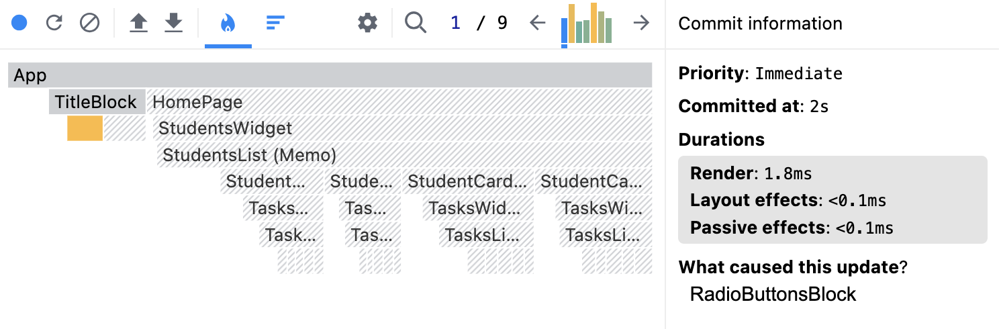 1 / 9
Commit information
App
TitleBlock HomePage
StudentsWidget
StudentsList (Memo)
Student... Stude... StudentCard... StudentCa...
Tasks... Tas... TasksWid... TasksWi...
Task... Tas... TasksLi... TasksLi...
Priority: Immediate
Committed at: 2s
Durations
Render: 1.8ms
Layout effects: <0.1ms
Passive effects: <0.1ms
What caused this update?
RadioButtonsBlock